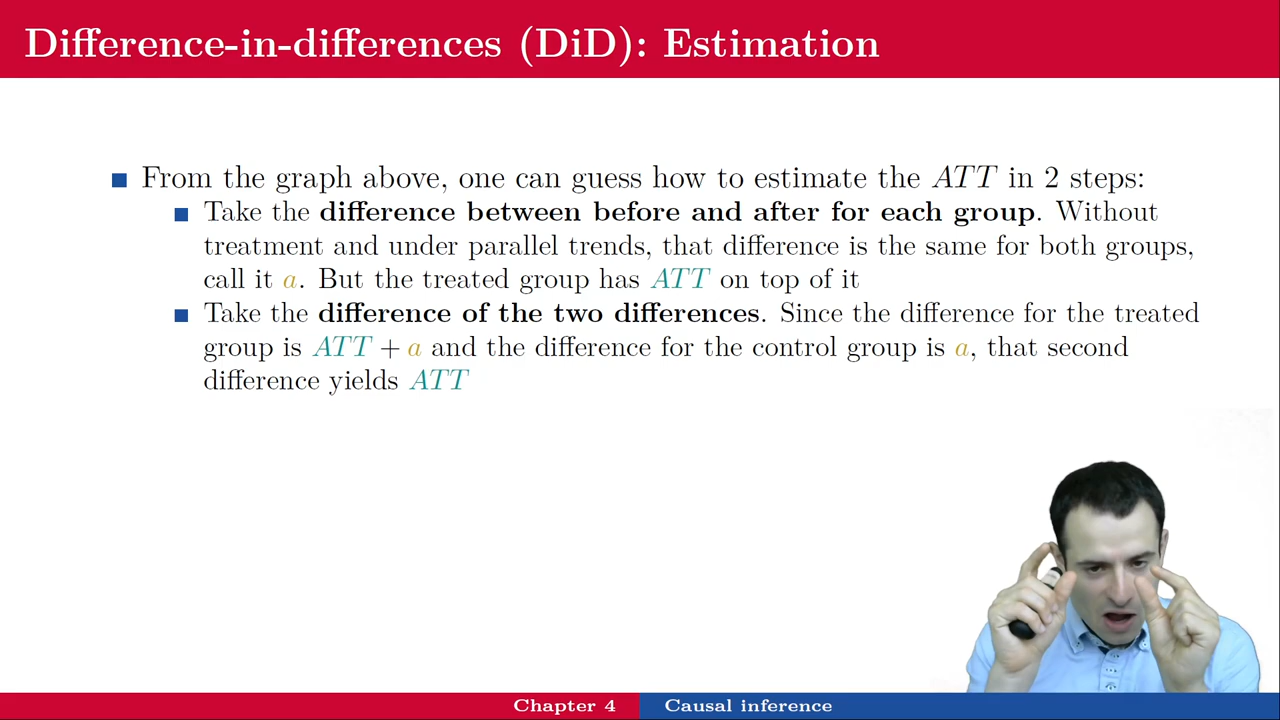 Difference-in-differences (DiD): Estimation
From the graph above, one can guess how to estimate the ATT in 2 steps:
Take the difference between before and after for each group. Without
treatment and under parallel trends, that difference is the same for both groups,
call it a. But the treated group has ATT on top of it
Take the difference of the two differences. Since the difference for the treated
group is ATT + a and the difference for the control group is a, that second
difference yields ATT
Chapter 4
Causal inference